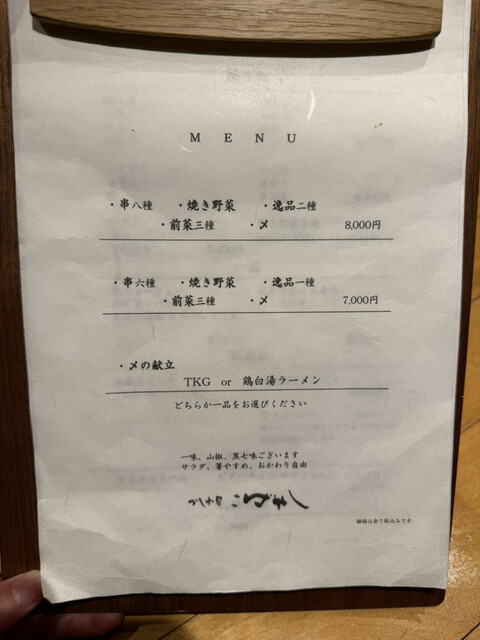 MENU
・串八種 ・焼き野菜 ・逸品二種
・前菜三種 ・〆 8,000円
・串六種 ・焼き野菜 ・逸品一種
・前菜三種 ・〆 7,000円
・〆の献立
TKG or 鶏白湯ラーメン
どちらか一品をお選びください
一味、山椒、黒七味ございます
サラダ、箸やすめ、おかわり自由
価格は全て税込みです